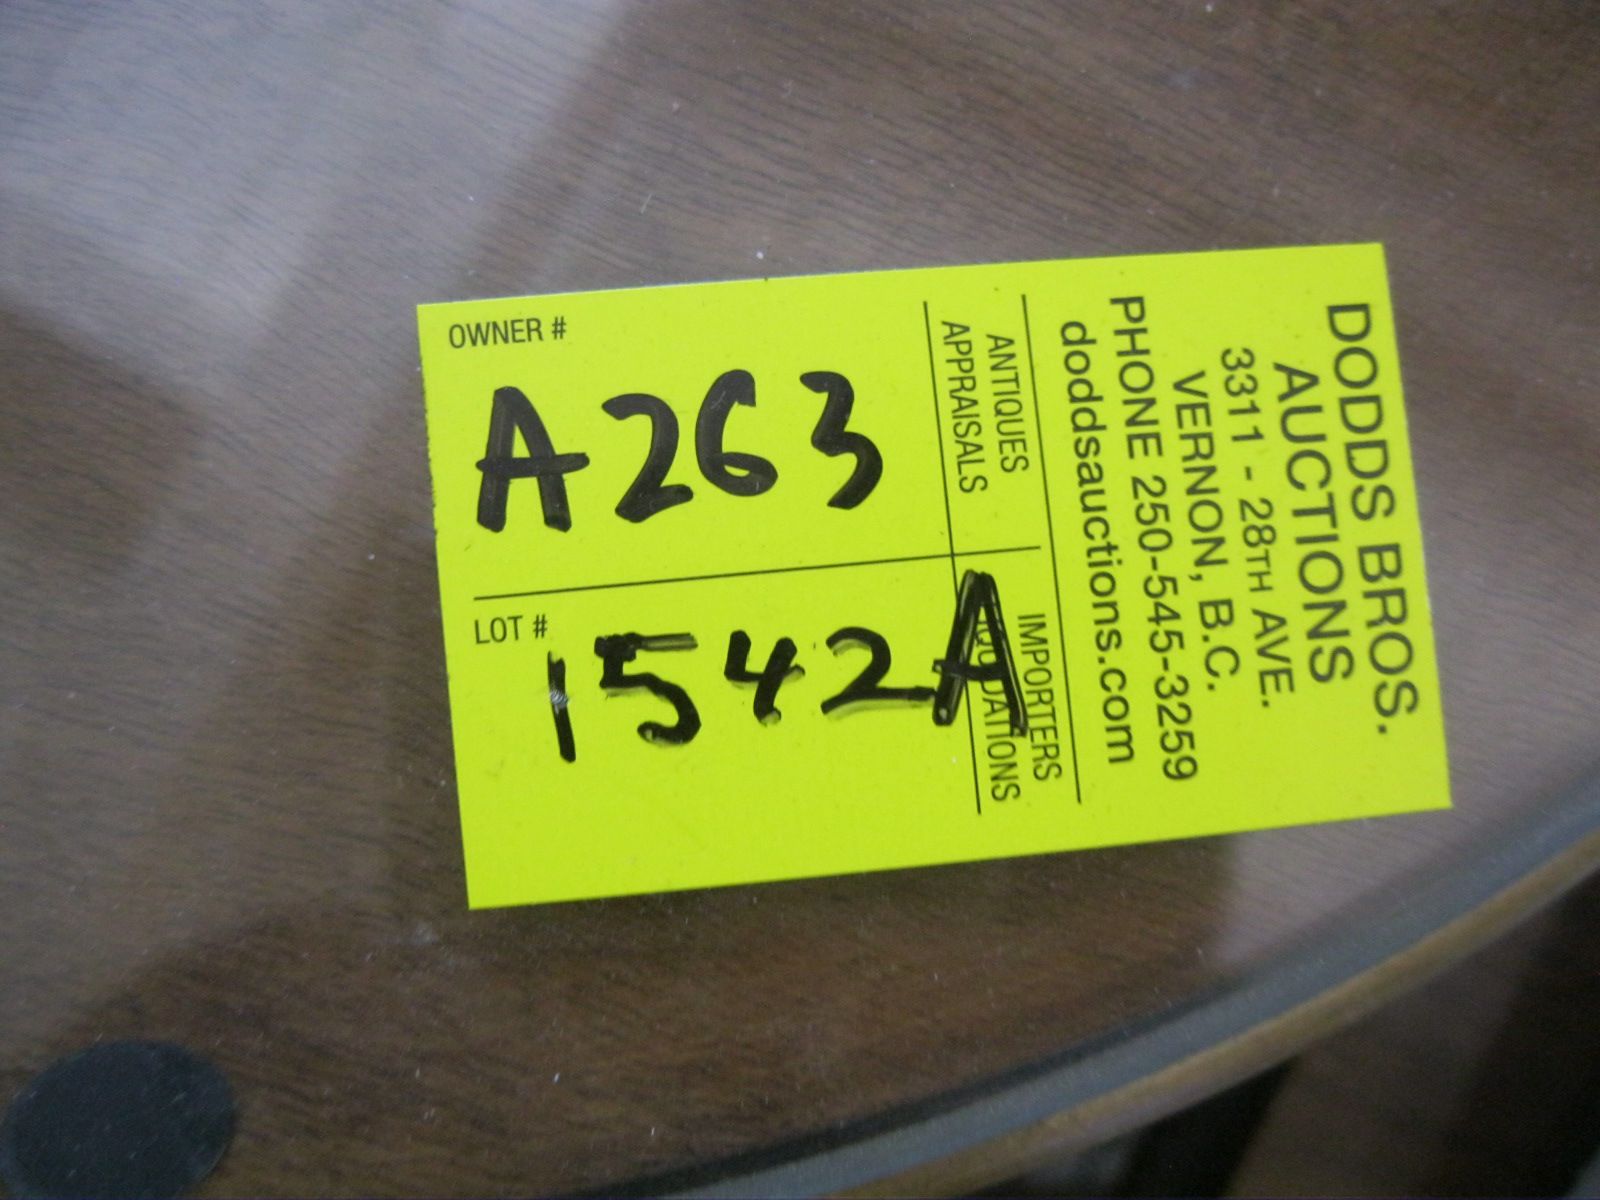 DODDS BROS.
AUCTIONS
3311 - 28TH AVE.
VERNON, B.C.
PHONE 250-545-3259
doddsauctions.com
ANTIQUES IMPORTERS
APPRAISALS LIQUIDATIONS
OWNER #
A263
LOT #
1542A